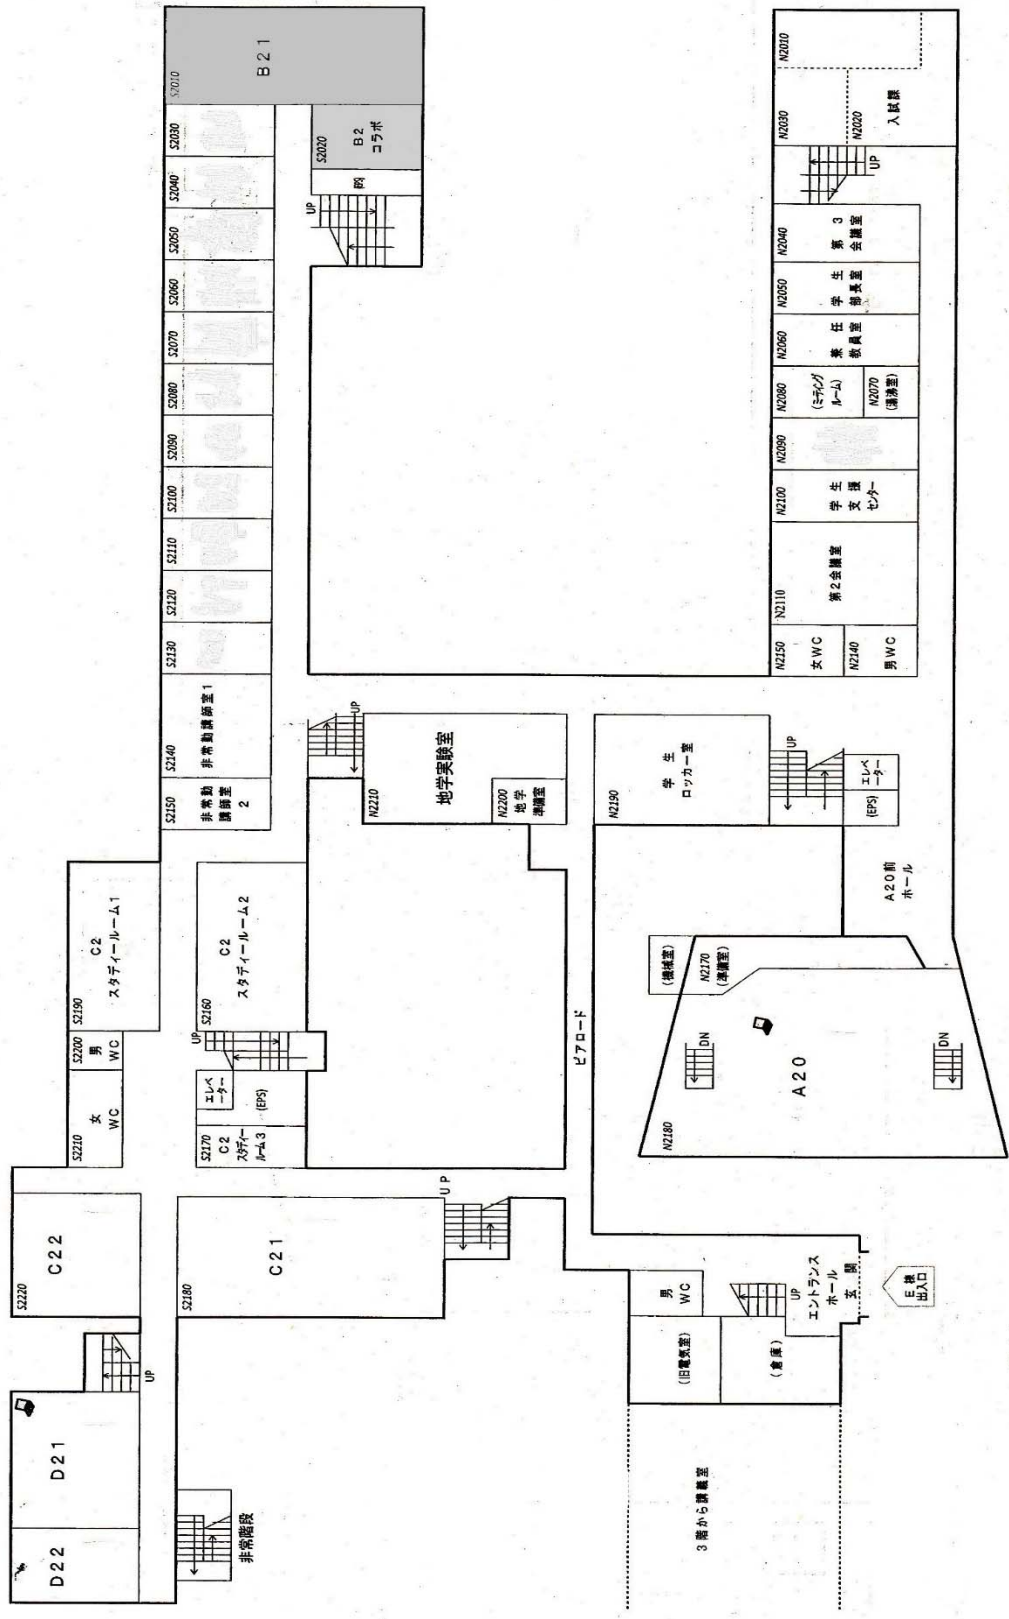 D22
D21
UP
非常階段
S2220
C22
S2180
C21
UP
S2210
女
WC
S2200
男
WC
S2190
C2
スタディールーム1
S2170
C2
スタディー
ルーム3
エレベ
ーター
(EPS)
UP
S2160
C2
スタディールーム2
S2150
非常勤
講師室
2
S2140
非常勤講師室1
S2130
S2120
S2110
S2100
S2090
S2080
S2070
S2060
S2050
S2040
S2030
S2010
B21
S2020
B2
コラボ
UP
UP
N2210
地学実験室
N2200
地学
準備室
ピアロード
N2190
学生
ロッカー室
UP
エレベ
ーター
(EPS)
A20前
ホール
(機械室)
N2170
(準備室)
N2180
A20
DN
DN
男
WC
(旧電気室)
(倉庫)
UP
エントランス
ホール
玄関
E棟
出入口
3階から講義室
N2150
女WC
N2140
男WC
N2110
第2会議室
N2100
学生
支援
センター
N2090
N2080
(ミーティング
ルーム)
N2070
(湯沸室)
N2060
兼任
教員室
N2050
学生
部長室
N2040
第3
会議室
UP
N2030
N2020
入試課
N2010